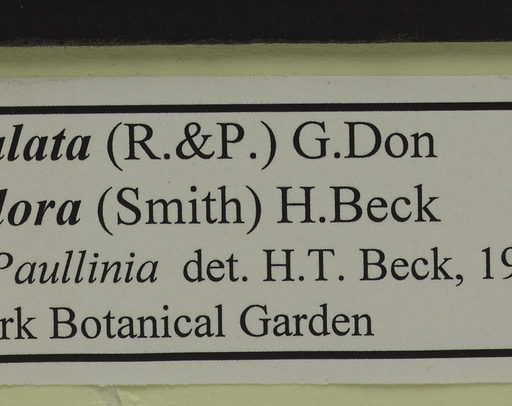 alata (R.&P.) G.Don
lora (Smith) H.Beck
Paullinia det. H.T. Beck, 19
rk Botanical Garden